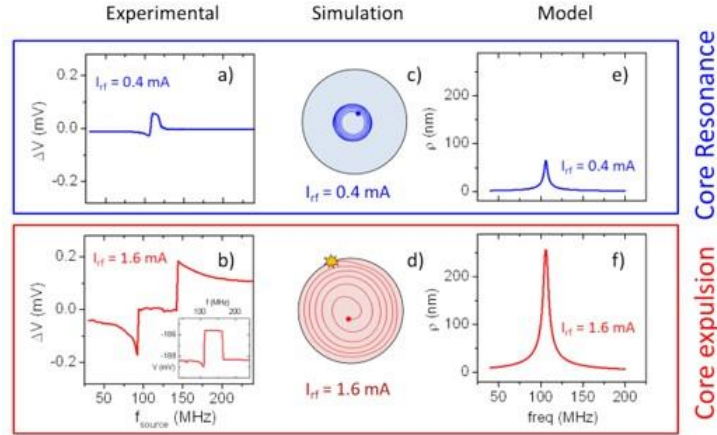 Experimental Simulation Model
a) c) e)
I_rf = 0.4 mA
ΔV (mV)
0.2
0.0
-0.2
I_rf = 0.4 mA
ρ (nm)
200
100
0
I_rf = 0.4 mA
Core Resonance
b) d) f)
I_rf = 1.6 mA
ΔV (mV)
0.2
0.0
-0.2
f (MHz)
100 200
-186
-188
V (mV)
50 100 150 200
f_source (MHz)
I_rf = 1.6 mA
ρ (nm)
200
100
0
I_rf = 1.6 mA
50 100 150 200
freq (MHz)
Core expulsion